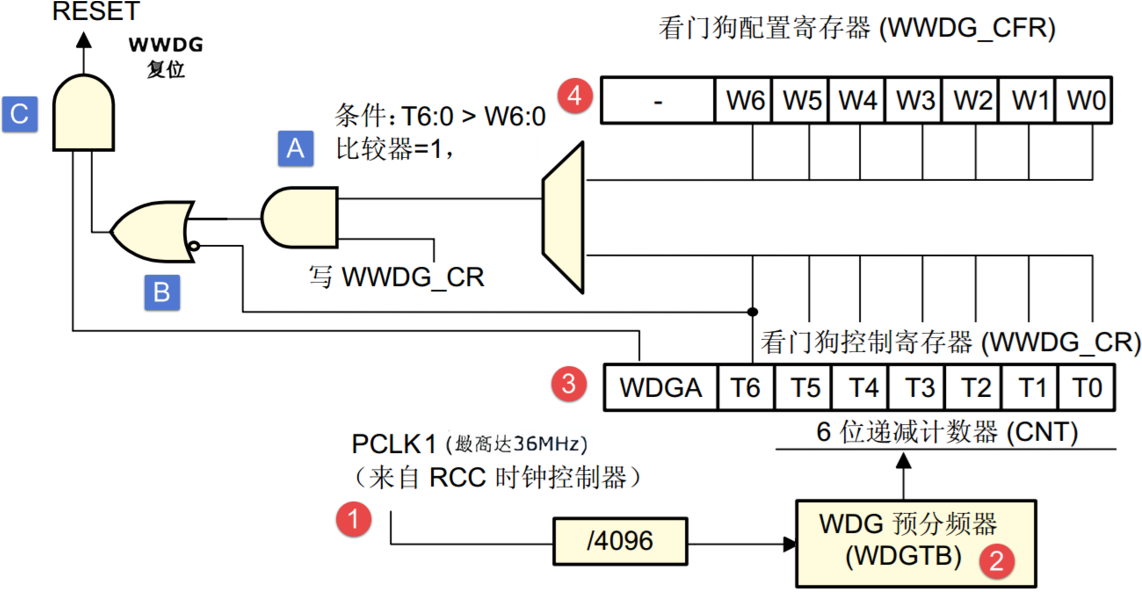 RESET
WWDG
复位
看门狗配置寄存器 (WWDG_CFR)
C
4
- W6 W5 W4 W3 W2 W1 W0
条件：T6:0 > W6:0
比较器=1，
A
写 WWDG_CR
B
看门狗控制寄存器 (WWDG_CR)
3
WDGA T6 T5 T4 T3 T2 T1 T0
6 位递减计数器 (CNT)
PCLK1 (最高达36MHz)
（来自 RCC 时钟控制器）
1
/4096
WDG 预分频器
(WDGTB)
2